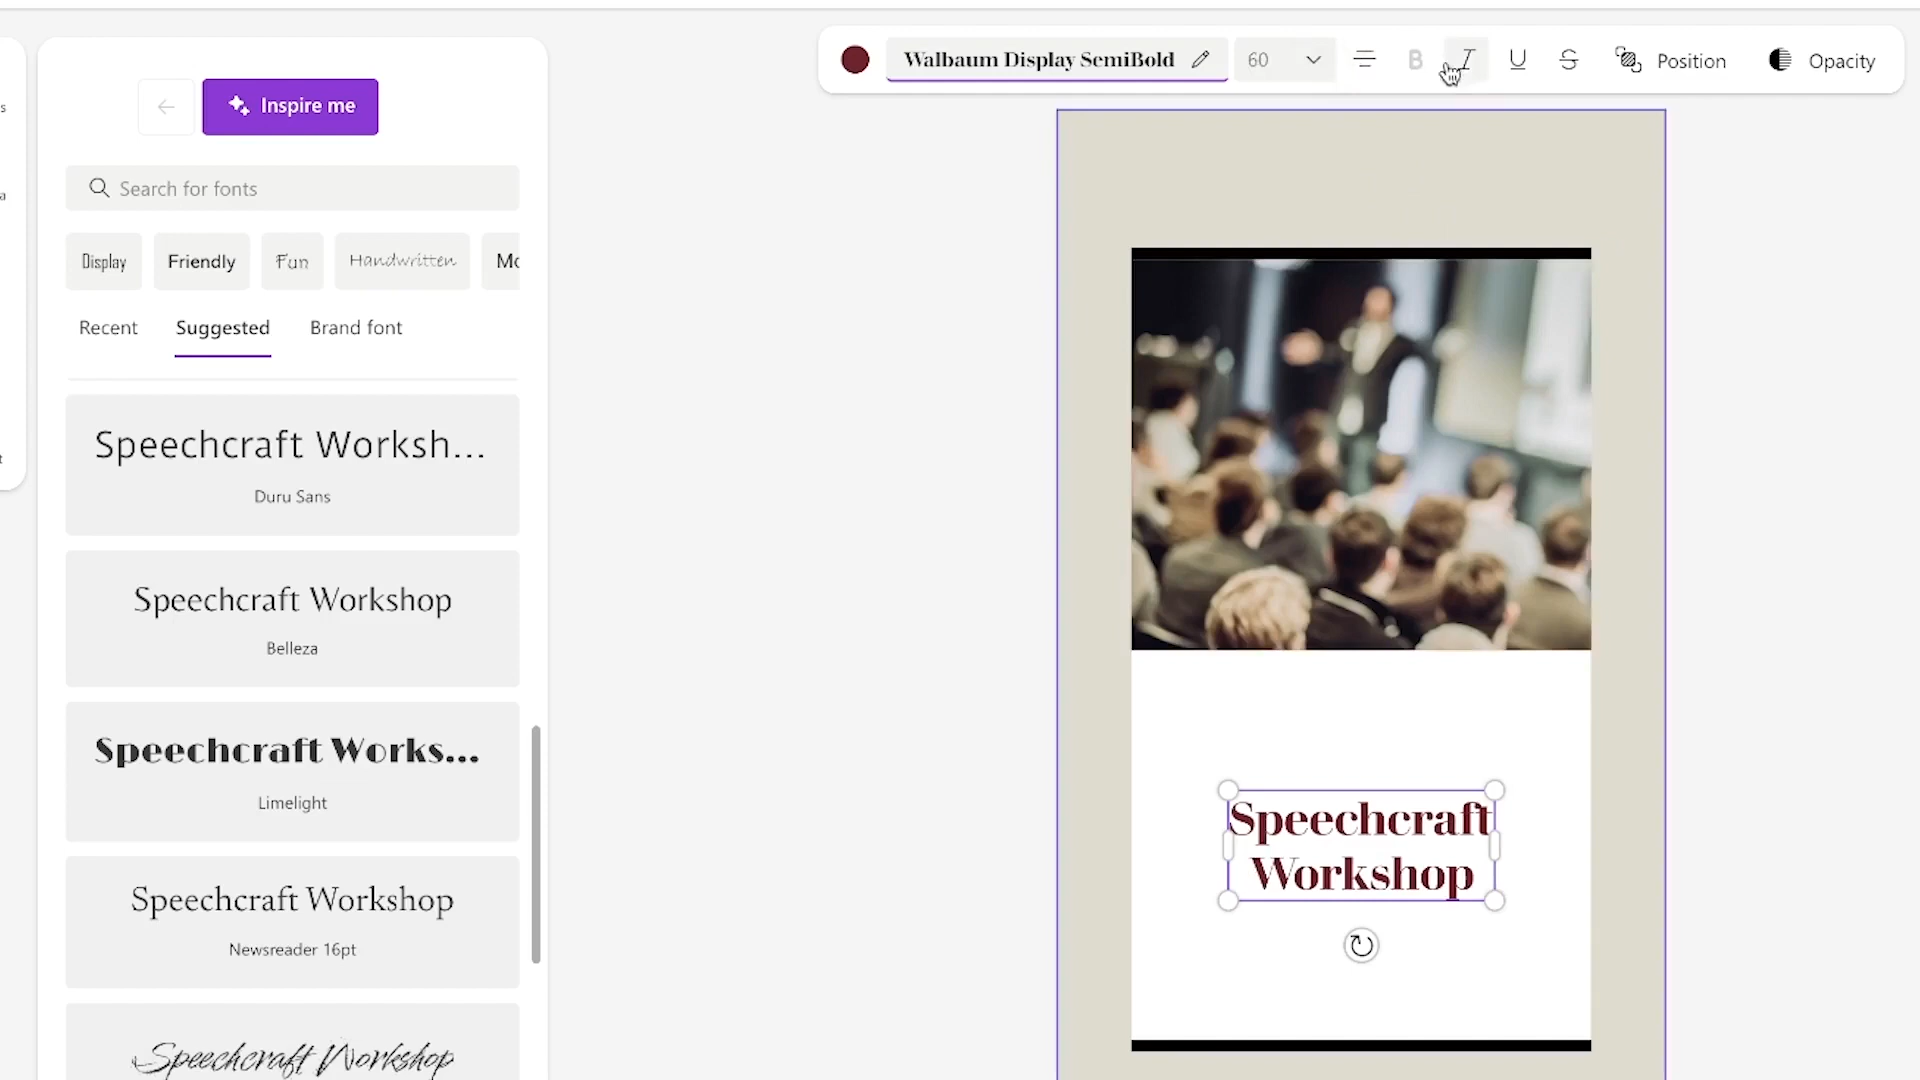 Walbaum Display SemiBold
60
B
I
U
S
Position
Opacity
Inspire me
Search for fonts
Display
Friendly
Fun
Handwritten
Mo
Recent
Suggested
Brand font
Speechcraft Worksh...
Duru Sans
Speechcraft Workshop
Belleza
Speechcraft Works...
Limelight
Speechcraft Workshop
Newsreader 16pt
Speechcraft Workshop
Speechcraft
Workshop